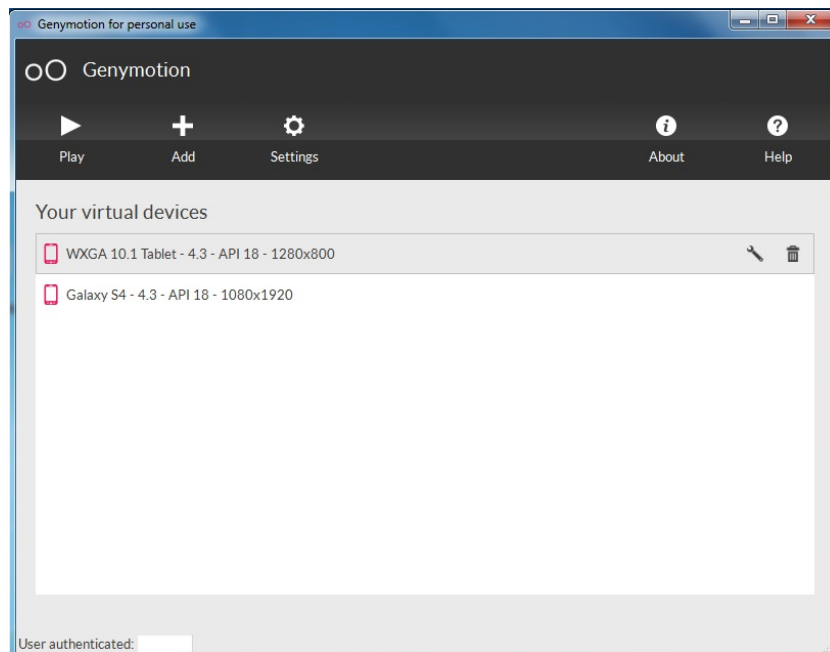 Genymotion for personal use
Genymotion
Play Add Settings About Help
Your virtual devices
WXGA 10.1 Tablet - 4.3 - API 18 - 1280x800
Galaxy S4 - 4.3 - API 18 - 1080x1920
User authenticated: